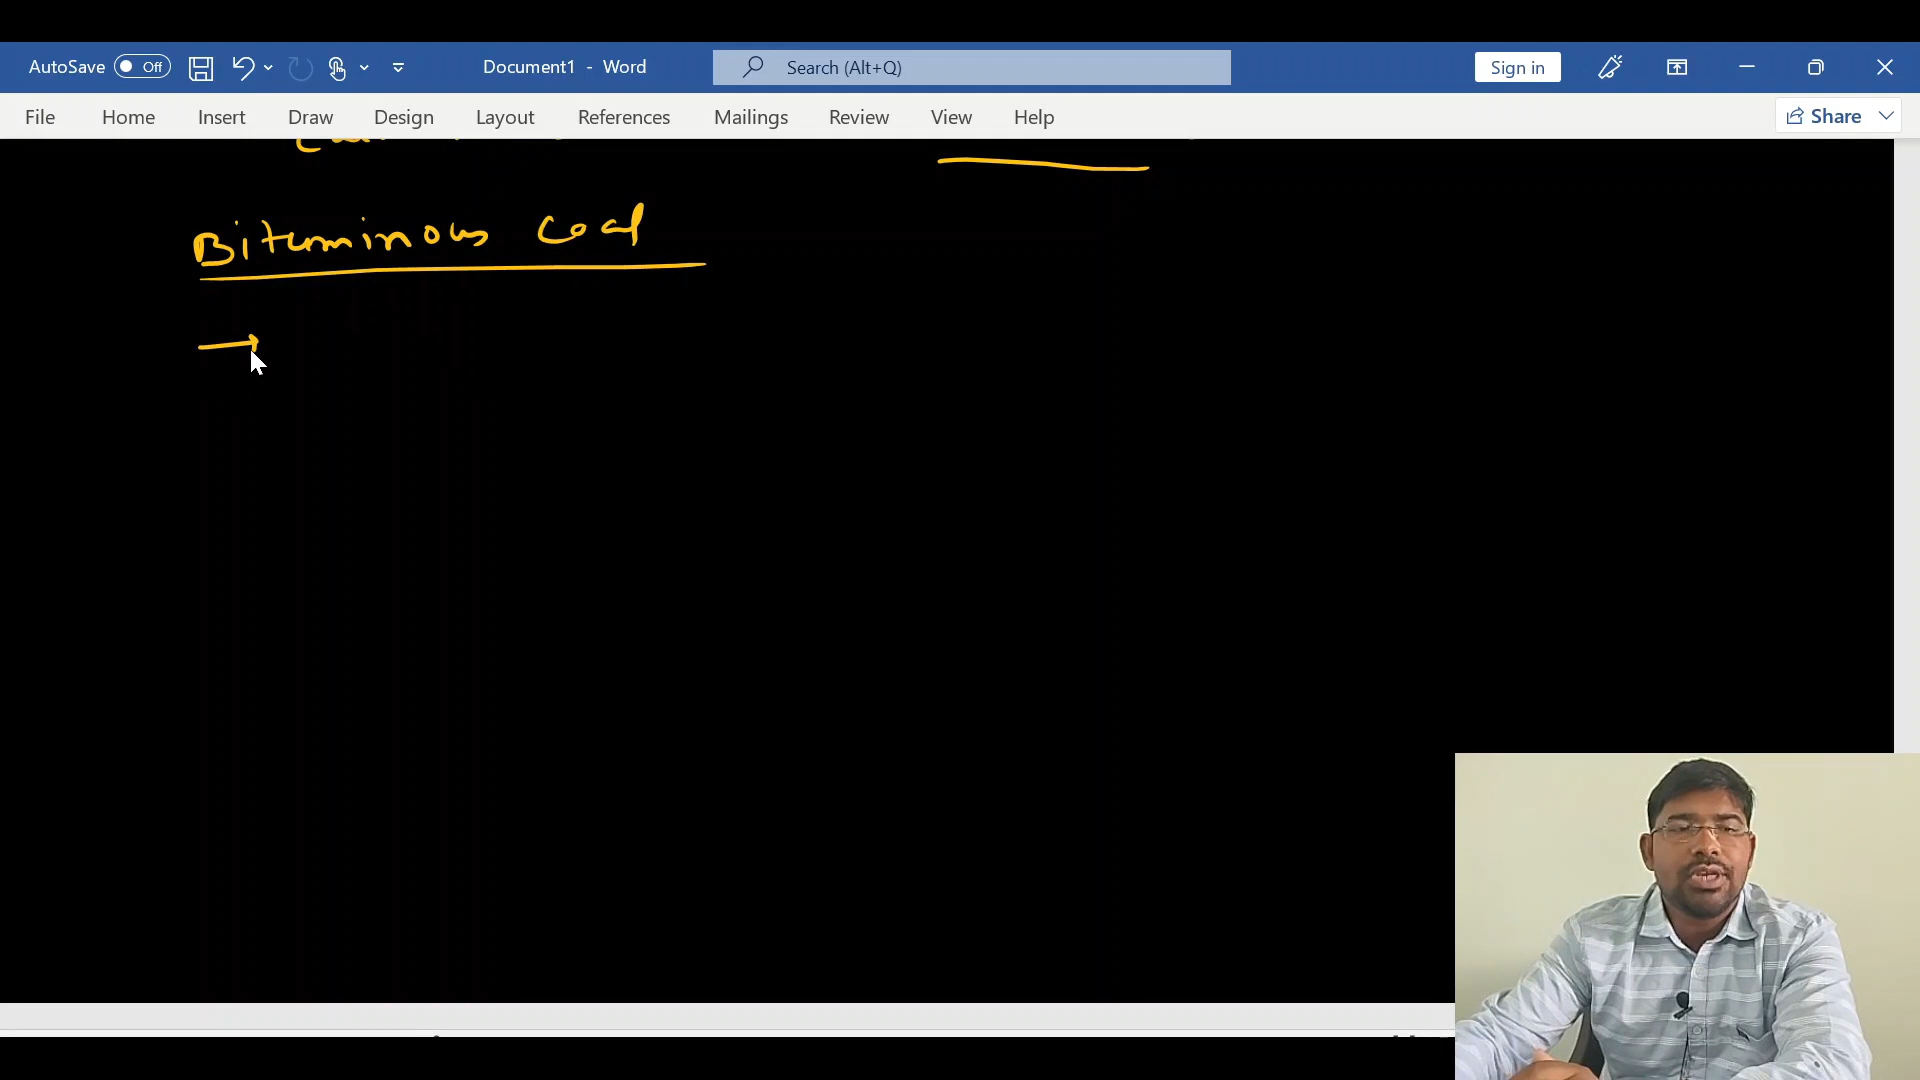 AutoSave Off Document1 - Word Search (Alt+Q) Sign in
File Home Insert Draw Design Layout References Mailings Review View Help Share
Bituminous Coal
→